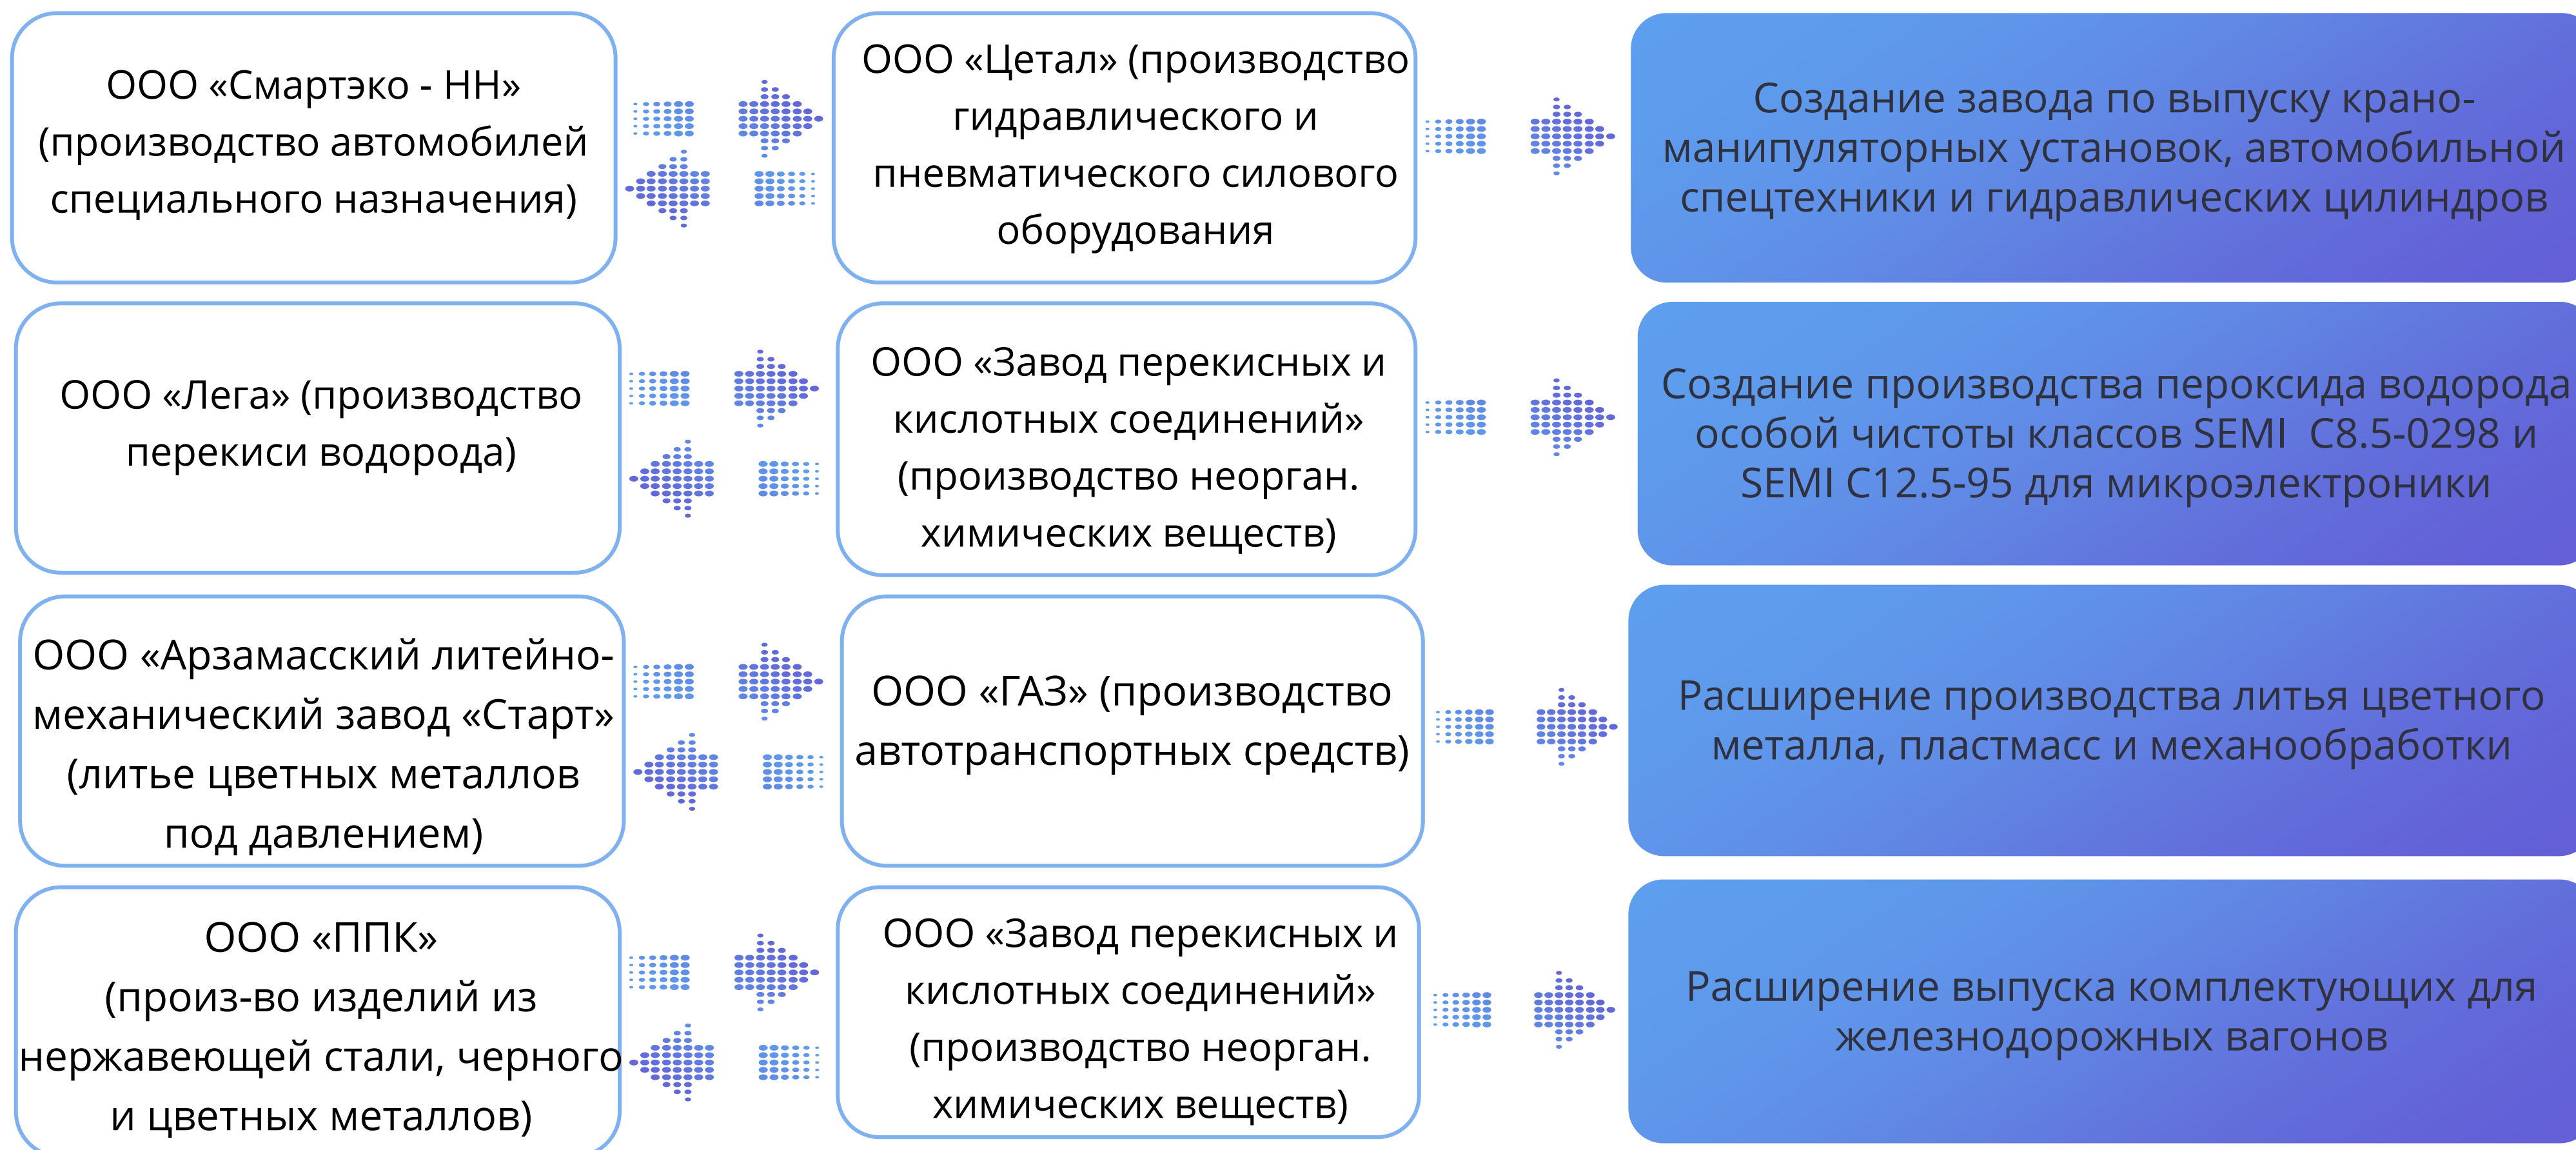 ООО «Смартэко - НН»
(производство автомобилей
специального назначения)
ООО «Цетал» (производство
гидравлического и
пневматического силового
оборудования
Создание завода по выпуску крано-
манипуляторных установок, автомобильной
спецтехники и гидравлических цилиндров
ООО «Лега» (производство
перекиси водорода)
ООО «Завод перекисных и
кислотных соединений»
(производство неорган.
химических веществ)
Создание производства пероксида водорода
особой чистоты классов SEMI  C8.5-0298 и
SEMI C12.5-95 для микроэлектроники
ООО «Арзамасский литейно-
механический завод «Старт»
(литье цветных металлов
под давлением)
ООО «ГАЗ» (производство
автотранспортных средств)
Расширение производства литья цветного
металла, пластмасс и механообработки
ООО «ППК»
(произ-во изделий из
нержавеющей стали, черного
и цветных металлов)
ООО «Завод перекисных и
кислотных соединений»
(производство неорган.
химических веществ)
Расширение выпуска комплектующих для
железнодорожных вагонов